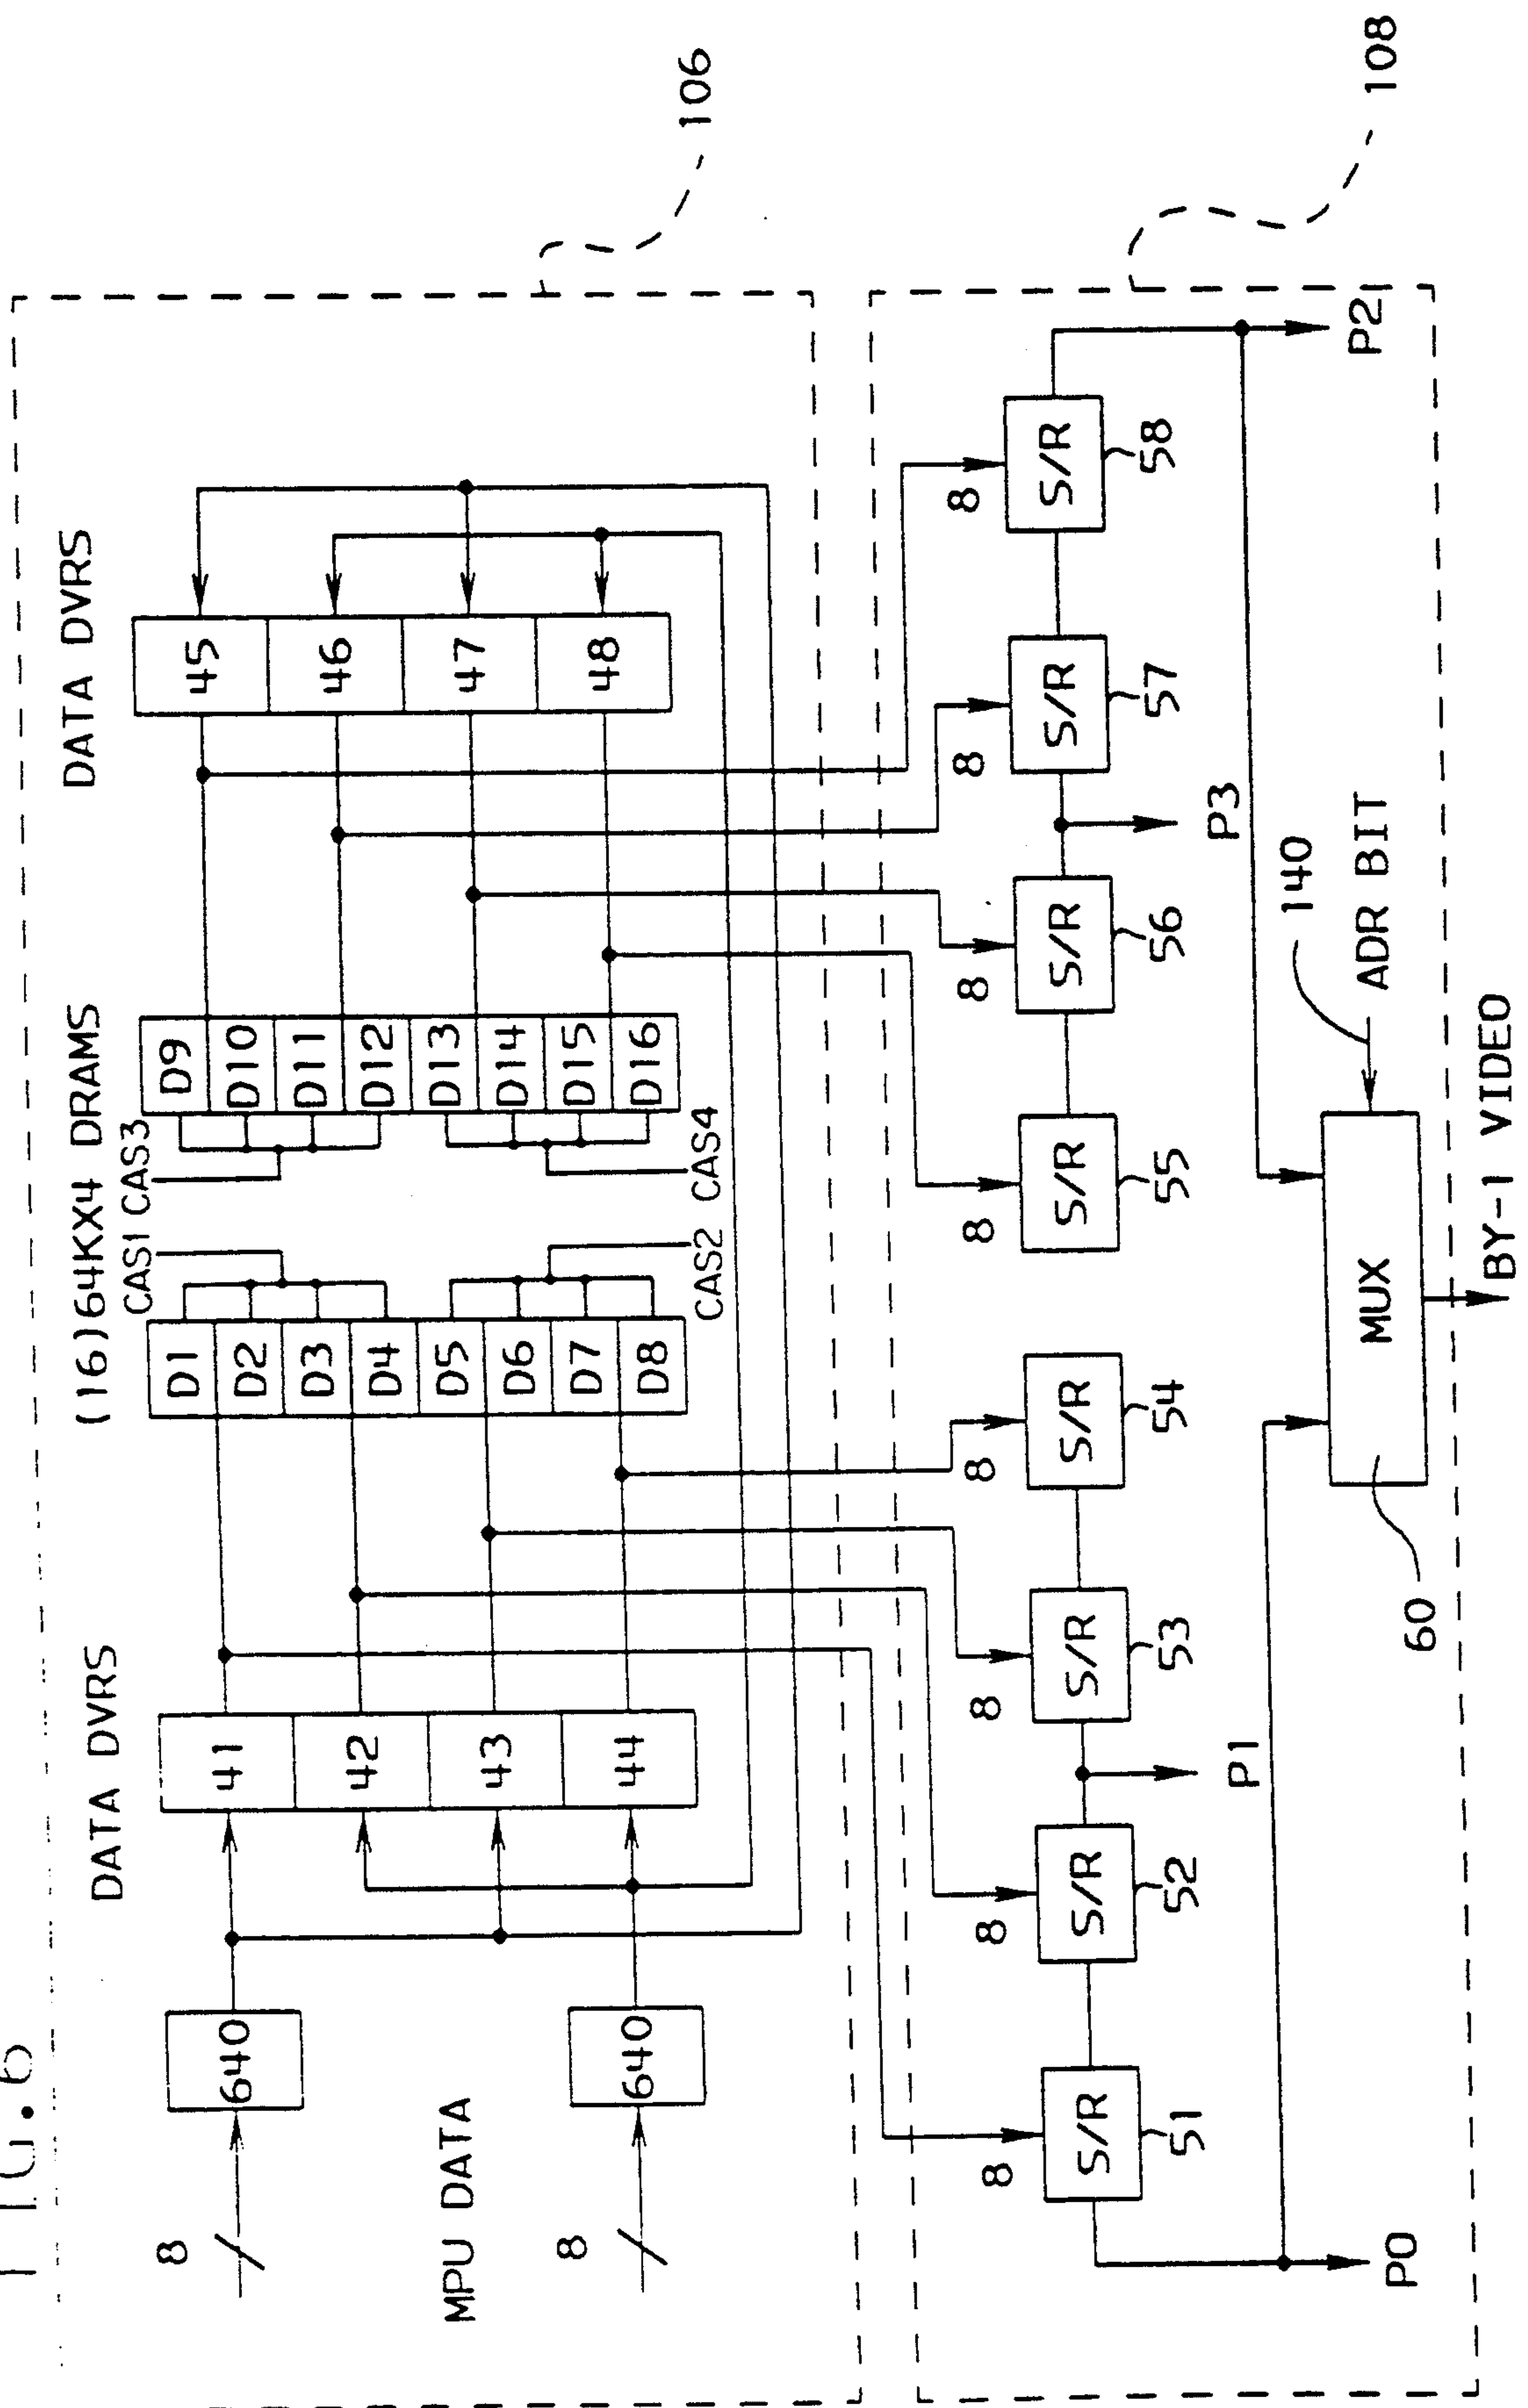 FIG.6
DATA DVRS
(16)64KX4 DRAMS
DATA DVRS
CAS1 CAS3
8
640
41
D1
D9
45
D2
D10
42
D3
D11
46
D4
D12
MPU DATA
43
D5
D13
47
D6
D14
8
640
44
D7
D15
48
D8
D16
CAS2 CAS4
106
8
8
8
8
8
8
8
8
S/R
S/R
S/R
S/R
S/R
S/R
S/R
S/R
51
52
53
54
55
56
57
58
P1
P3
140
P0
60
MUX
ADR BIT
P2
108
BY-1 VIDEO